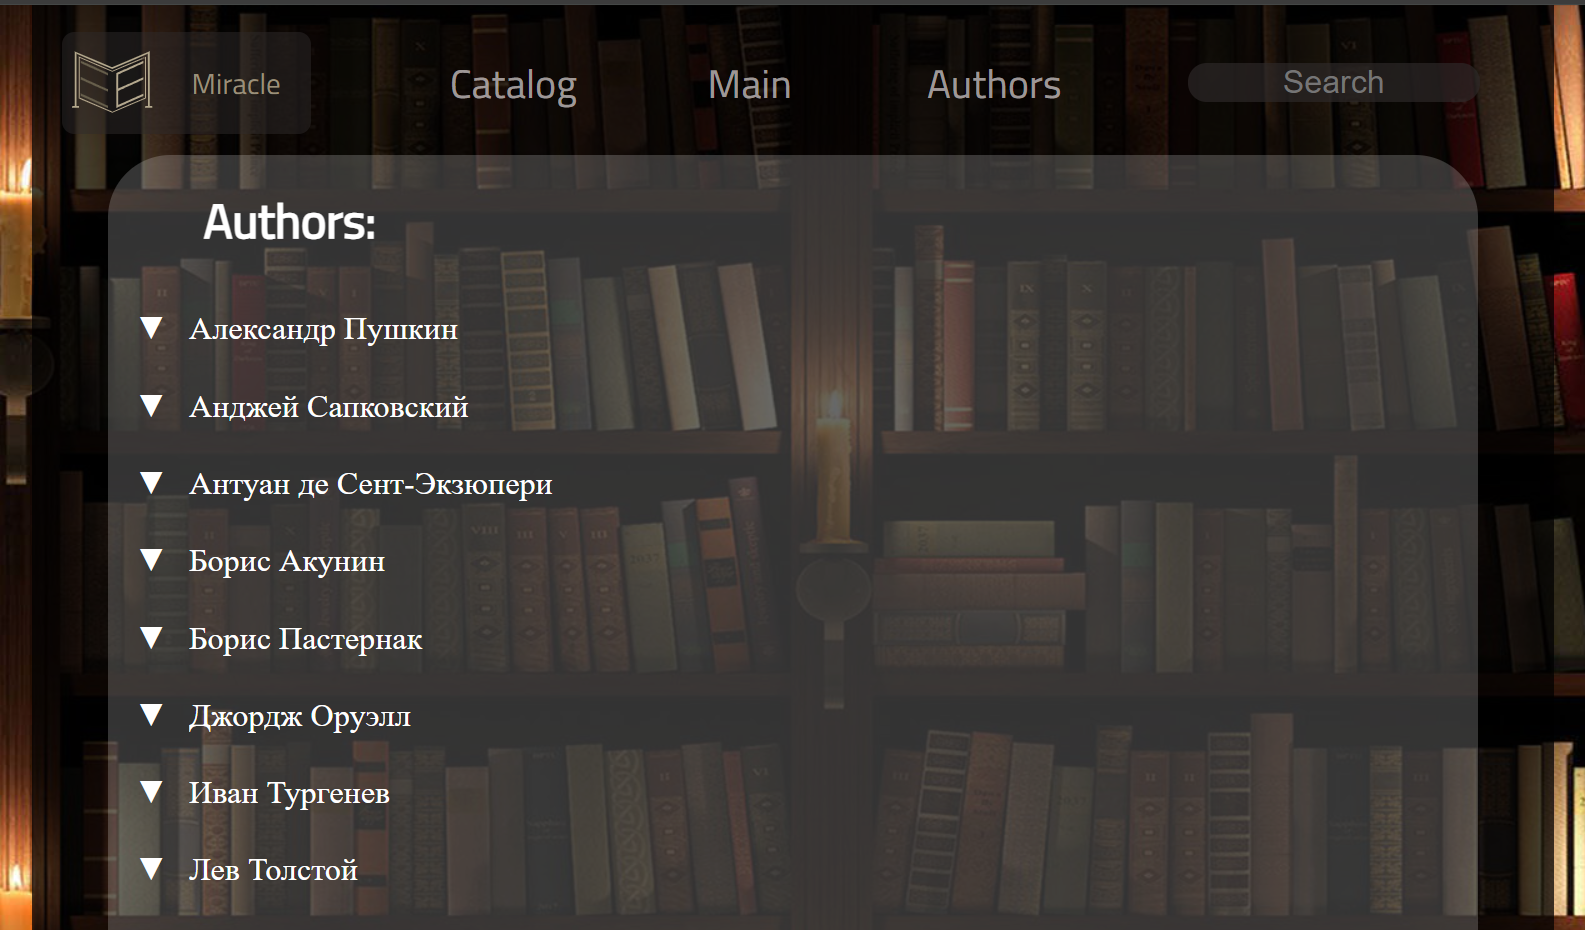 Miracle
Catalog
Main
Authors
Search
Authors:
▼ Александр Пушкин
▼ Анджей Сапковский
▼ Антуан де Сент-Экзюпери
▼ Борис Акунин
▼ Борис Пастернак
▼ Джордж Оруэлл
▼ Иван Тургенев
▼ Лев Толстой